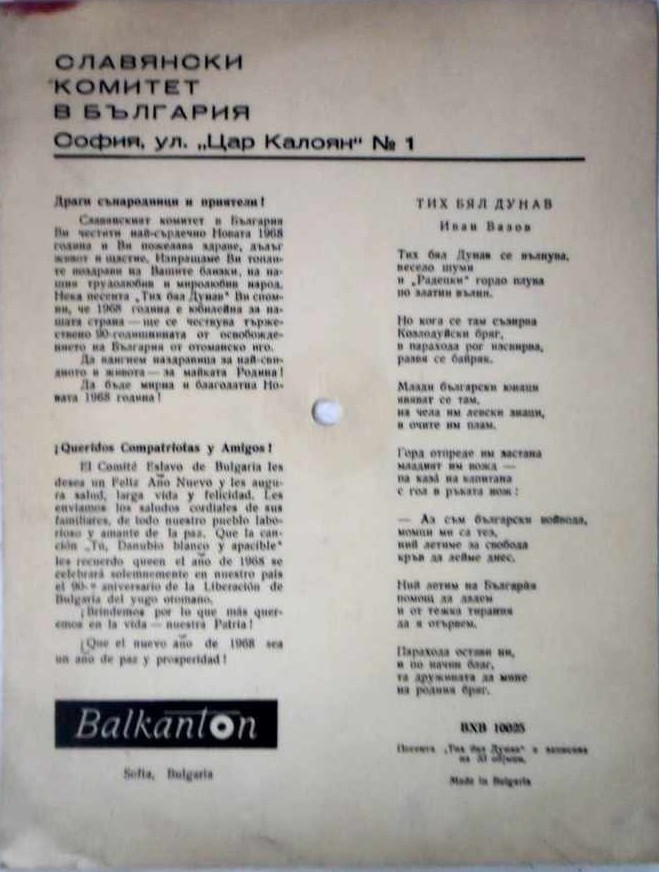 СЛАВЯНСКИ
КОМИТЕТ
В БЪЛГАРИЯ
София, ул. „Цар Калоян“ № 1
Драги сънародници и приятели!
Славянският комитет в България
Ви честити най-сърдечно Новата 1968
година и Ви пожелава здраве, дълъг
живот и щастие. Изпращаме Ви топли-
те поздрави на Вашите близки, на на-
шия трудолюбив и миролюбив народ.
Нека песента „Тих бял Дунав“ Ви спом-
ни, че 1968 година е юбилейна за на-
шата страна — ще се чествува търже-
ствено 90-годишнината от освобожде-
нието на България от отоманско иго.
Да вдигнем наздравица за най-сви-
дното в живота — за майката Родина!
Да бъде мирна и благодатна Но-
вата 1968 година!
¡Queridos Compatriotas y Amigos!
El Comité Eslavo de Bulgaria les
desea un Feliz Año Nuevo y les augu-
ra salud, larga vida y felicidad. Les
enviamos los saludos cordiales de sus
familiares, de todo nuestro pueblo labo-
rioso y amante de la paz. Que la can-
ción „Tu, Danubio blanco y apacible“
les recuerdo queen el año de 1968 se
celebrará solemnemente en nuestro país
el 90-° aniversario de la Liberación de
Bulgaria del yugo otomano.
¡Brindemos por lo que más quer-
emos en la vida — nuestra Patria!
¡Que el nuevo año de 1968 sea
un año de paz y prosperidad!
Balkanton
Sofia, Bulgaria
ТИХ БЯЛ ДУНАВ
Иван Вазов
Тих бял Дунав се вълнува,
весело шуми
и „Радецки“ гордо плува
по златни вълни.
Но кога се там съзирва
Козлодуйски бряг,
в парахода рог изсвирва,
развя се байряк.
Млади български юнаци
явяват се там,
на чела им левски знаци,
в очите им плам.
Горд отпреде им застана
младият им вожд —
па каза на капитана
с гол в ръката нож:
— Аз съм български войвода,
момци ми са тез,
ний летиме за свобода
кръв да лейме днес.
Ний летим на България
помощ да дадем
и от тежка тирания
да я отървем.
Парахода остави ни,
и по начин благ,
та дружината да мине
на родния бряг.
ВХВ 10025
Песента „Тих бял Дунав“ е записана
на 33 об/мин.
Made in Bulgaria